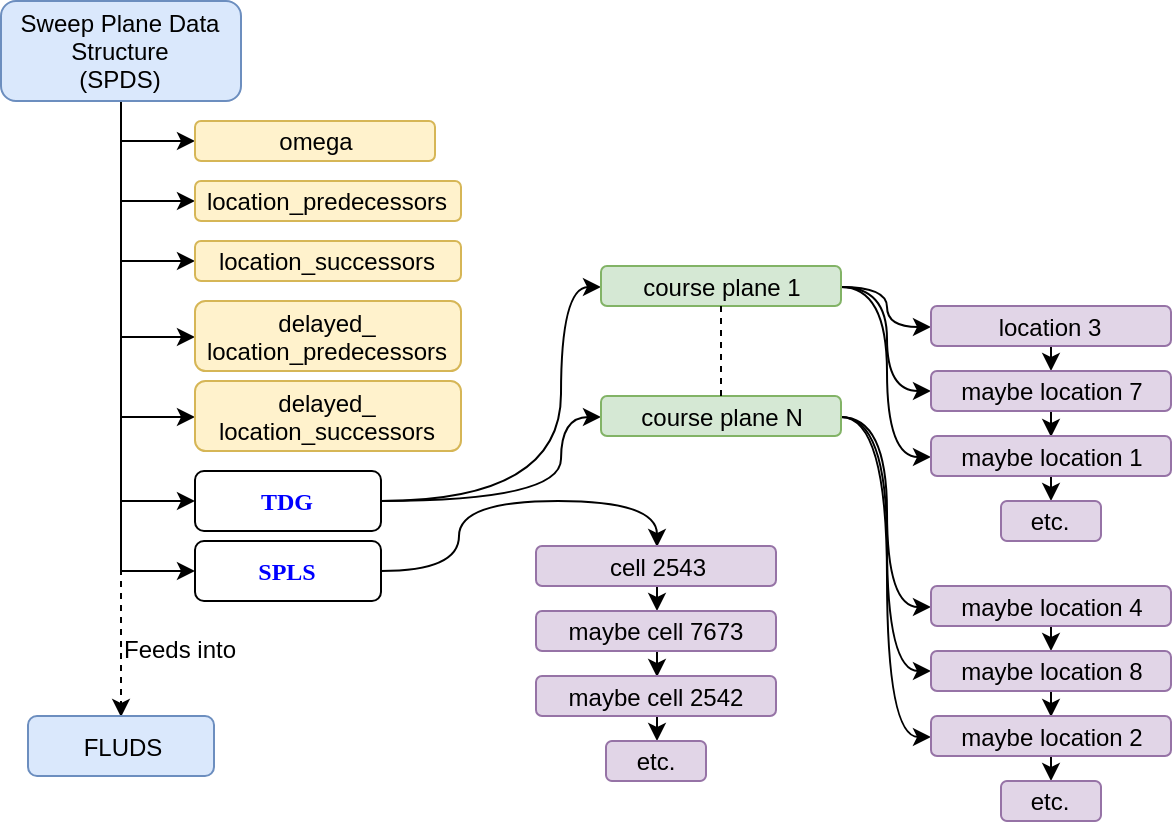 Sweep Plane Data
Structure
(SPDS)
omega
location_predecessors
location_successors
delayed_
location_predecessors
delayed_
location_successors
TDG
SPLS
Feeds into
FLUDS
course plane 1
course plane N
cell 2543
maybe cell 7673
maybe cell 2542
etc.
location 3
maybe location 7
maybe location 1
etc.
maybe location 4
maybe location 8
maybe location 2
etc.